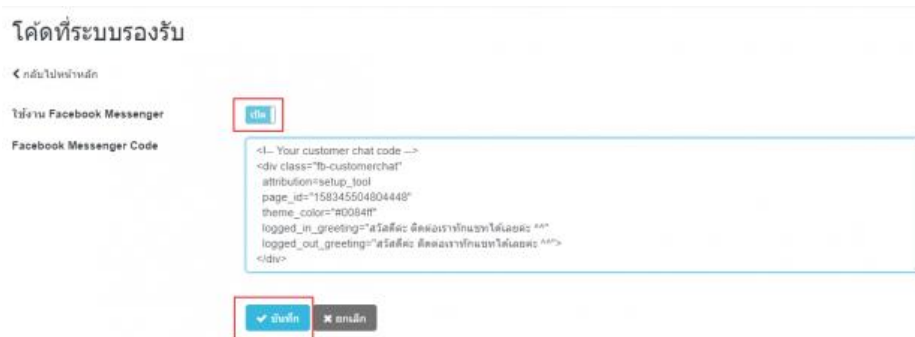 โค้ดที่ระบบรองรับ
กลับไปหน้าหลัก
ใช้งาน Facebook Messenger
เปิด
Facebook Messenger Code
<!-- Your customer chat code -->
<div class="fb-customerchat"
attribution=setup_tool
page_id="158345504804448"
theme_color="#0084ff"
logged_in_greeting="สวัสดีค่ะ ติดต่อเราทักแชทได้เลยค่ะ ^^"
logged_out_greeting="สวัสดีค่ะ ติดต่อเราทักแชทได้เลยค่ะ ^^">
</div>
บันทึก ยกเลิก